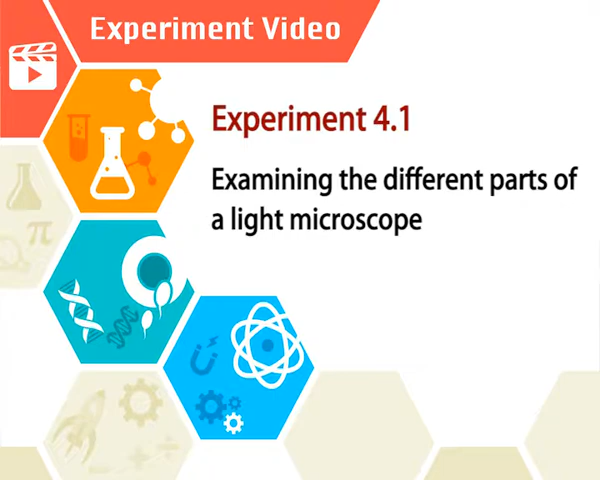 Experiment Video
Experiment 4.1
Examining the different parts of
a light microscope
π